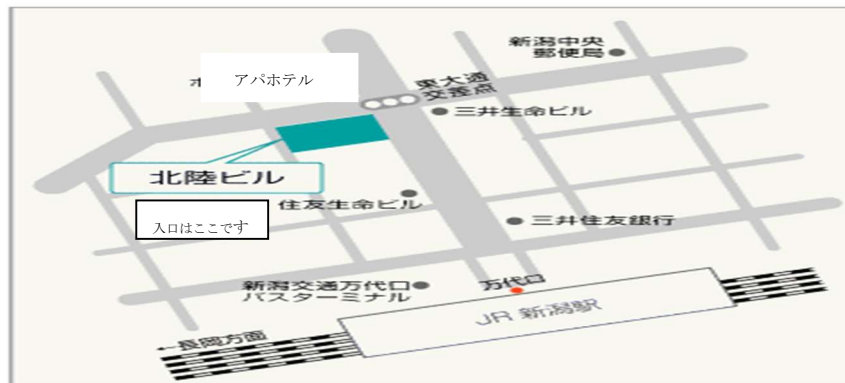 新潟中央
郵便局
アパホテル
東大通
交差点
三井生命ビル
北陸ビル
住友生命ビル
入口はここです
三井住友銀行
新潟交通万代口
バスターミナル
万代口
JR 新潟駅
←長岡方面